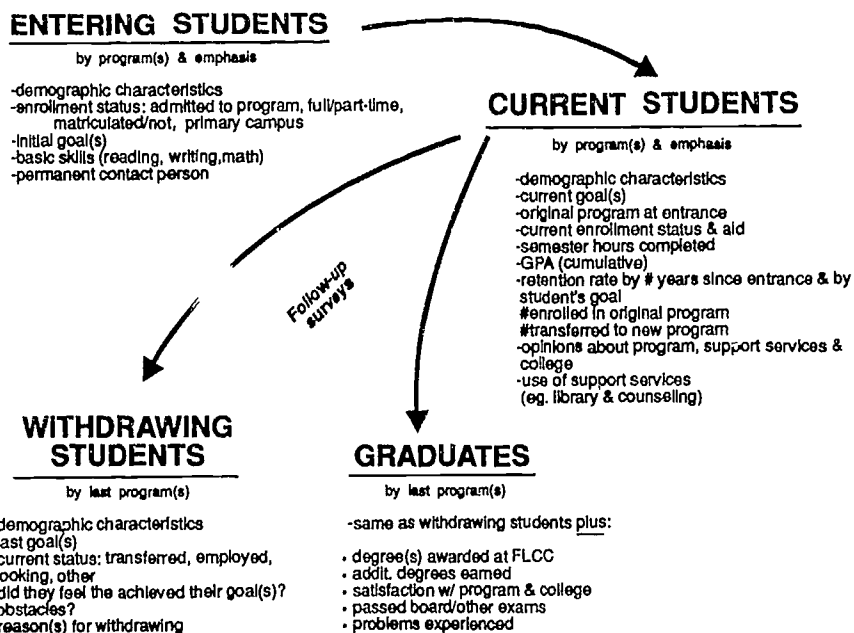 ENTERING STUDENTS
by program(s) & emphasis
-demographic characteristics
-enrollment status: admitted to program, full/part-time,
matriculated/not, primary campus
-initial goal(s)
-basic skills (reading, writing,math)
-permanent contact person
CURRENT STUDENTS
by program(s) & emphasis
-demographic characteristics
-current goal(s)
-original program at entrance
-current enrollment status & aid
-semester hours completed
-GPA (cumulative)
-retention rate by # years since entrance & by
student's goal
#enrolled in original program
#transferred to new program
-opinions about program, support services &
college
-use of support services
(eg. library & counseling)
Follow-up
surveys
WITHDRAWING
STUDENTS
by last program(s)
demographic characteristics
last goal(s)
current status: transferred, employed,
looking, other
did they feel the achieved their goal(s)?
obstacles?
reason(s) for withdrawing
GRADUATES
by last program(s)
-same as withdrawing students plus:
• degree(s) awarded at FLCC
• addit. degrees earned
• satisfaction w/ program & college
• passed board/other exams
• problems experienced